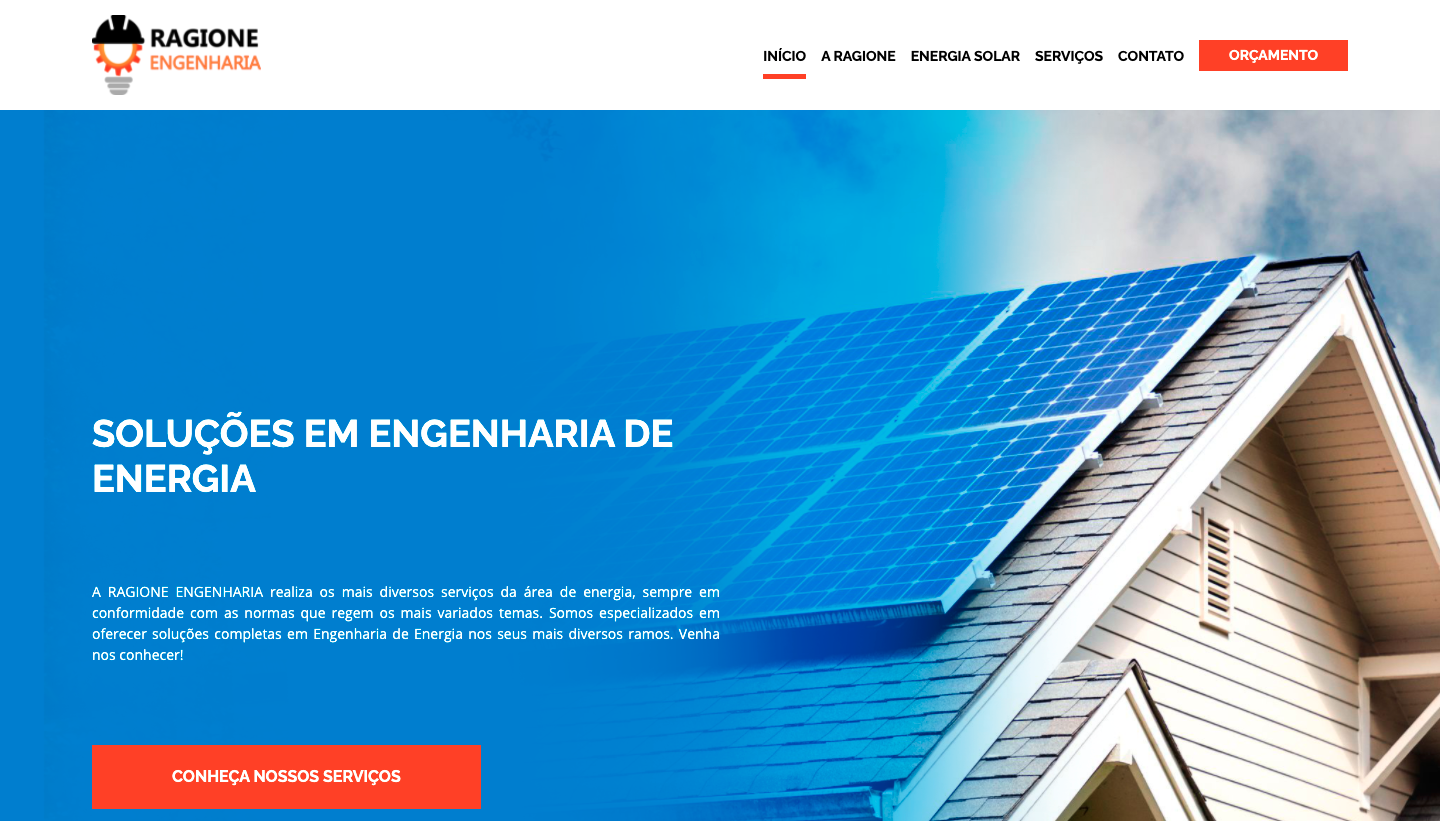 RAGIONE
ENGENHARIA
INÍCIO A RAGIONE ENERGIA SOLAR SERVIÇOS CONTATO ORÇAMENTO
SOLUÇÕES EM ENGENHARIA DE
ENERGIA
A RAGIONE ENGENHARIA realiza os mais diversos serviços da área de energia, sempre em
conformidade com as normas que regem os mais variados temas. Somos especializados em
oferecer soluções completas em Engenharia de Energia nos seus mais diversos ramos. Venha
nos conhecer!
CONHEÇA NOSSOS SERVIÇOS